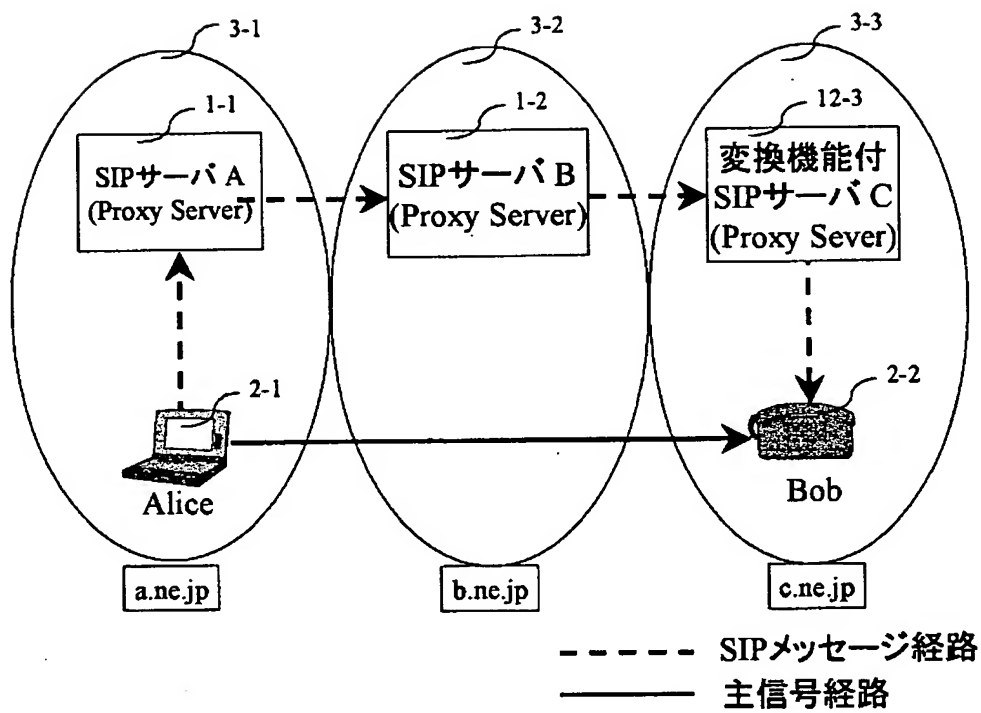 3-1
3-2
3-3
1-1
1-2
12-3
SIPサーバ A
(Proxy Server)
SIPサーバ B
(Proxy Server)
変換機能付
SIPサーバ C
(Proxy Sever)
2-1
2-2
Alice
Bob
a.ne.jp
b.ne.jp
c.ne.jp
SIPメッセージ経路
主信号経路